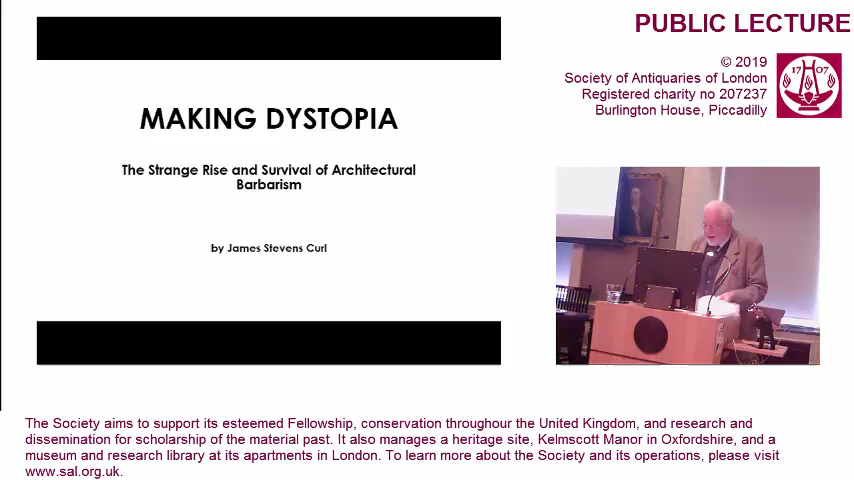 PUBLIC LECTURE
© 2019
Society of Antiquaries of London
Registered charity no 207237
Burlington House, Piccadilly
1707
MAKING DYSTOPIA
The Strange Rise and Survival of Architectural
Barbarism
by James Stevens Curl
The Society aims to support its esteemed Fellowship, conservation throughour the United Kingdom, and research and
dissemination for scholarship of the material past. It also manages a heritage site, Kelmscott Manor in Oxfordshire, and a
museum and research library at its apartments in London. To learn more about the Society and its operations, please visit
www.sal.org.uk.